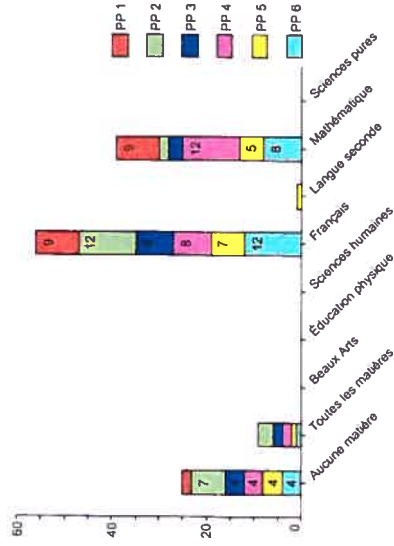 60
40
20
0
9
12
8
7
12
9
12
5
8
7
4
4
4
Aucune matière
Toutes les matières
Beaux Arts
Éducation physique
Sciences humaines
Français
Langue seconde
Mathématique
Sciences pures
PP 1
PP 2
PP 3
PP 4
PP 5
PP 6